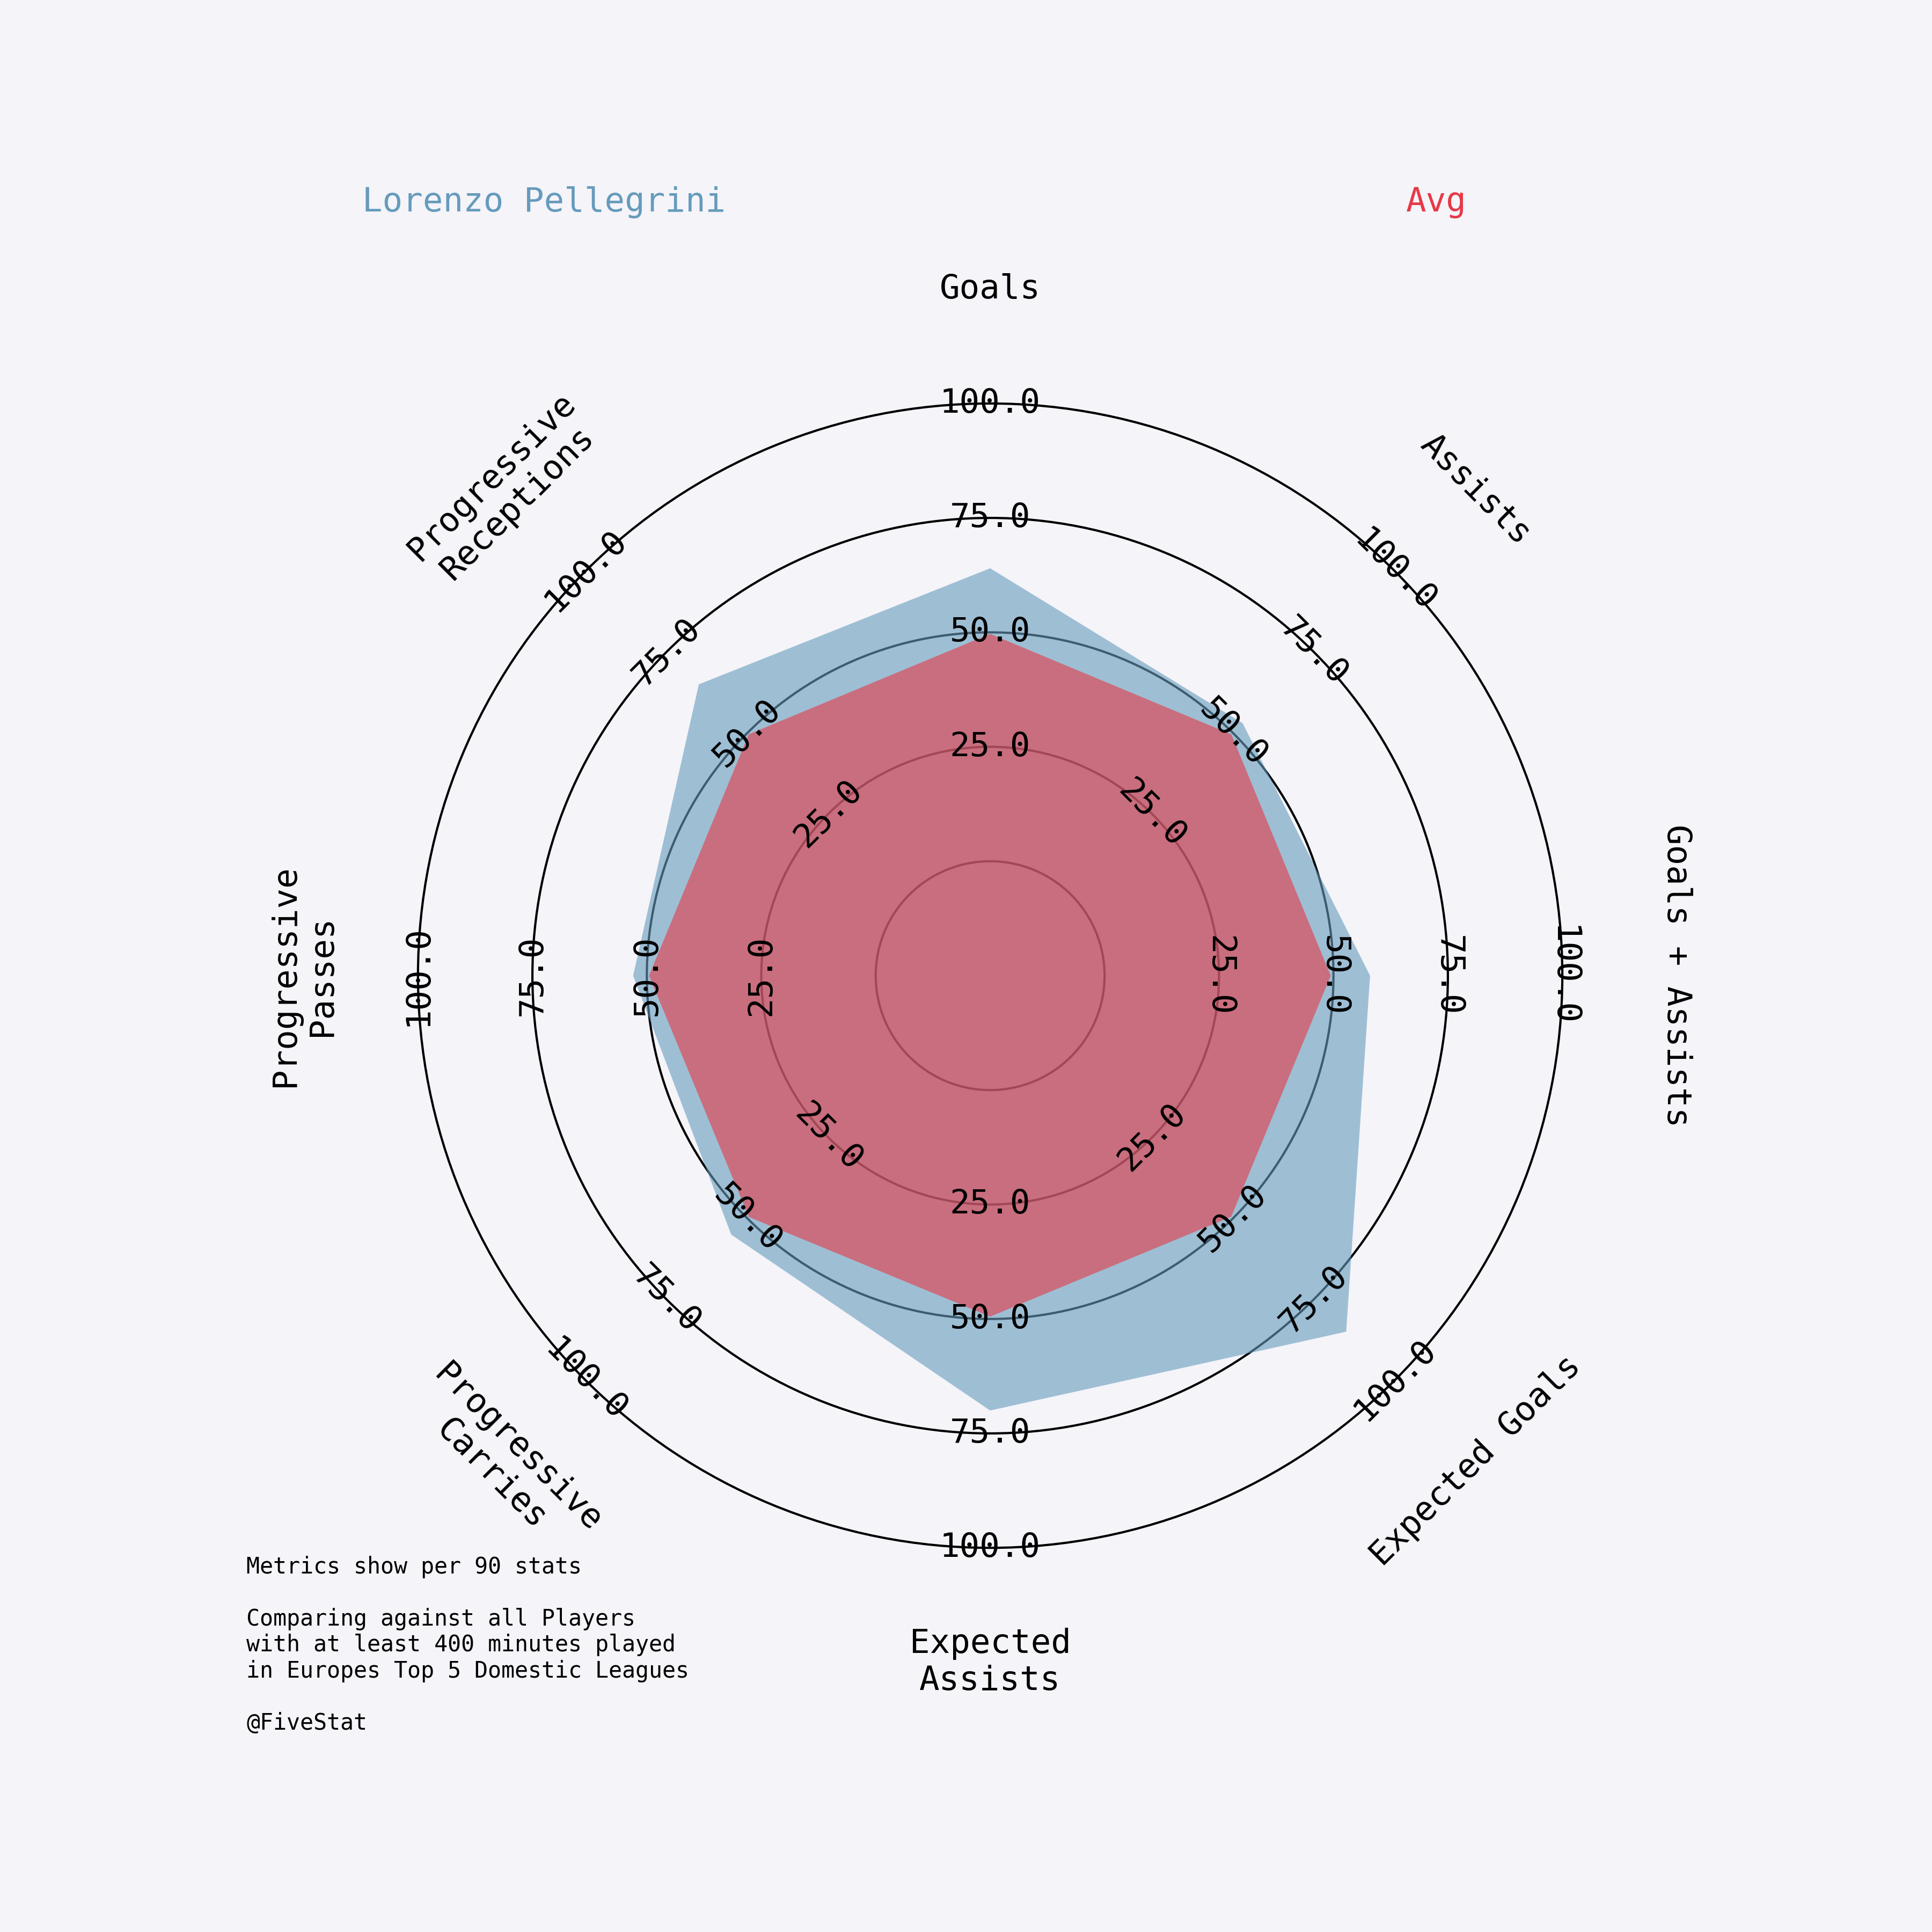 Lorenzo Pellegrini
Avg
Goals
Assists
Goals + Assists
Expected Goals
Expected
Assists
Progressive
Carries
Progressive
Passes
Progressive
Receptions
100.0
75.0
50.0
25.0
100.0
75.0
50.0
25.0
100.0
75.0
50.0
25.0
100.0
75.0
50.0
25.0
25.0
50.0
75.0
100.0
25.0
50.0
75.0
100.0
100.0
75.0
50.0
25.0
100.0
75.0
50.0
25.0
Metrics show per 90 stats
Comparing against all Players
with at least 400 minutes played
in Europes Top 5 Domestic Leagues
@FiveStat